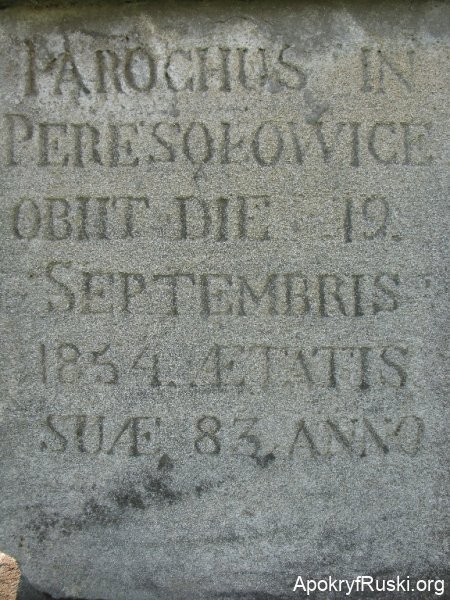 PAROCHUS IN
PERESOŁOWICE
OBIIT DIE 19.
SEPTEMBRIS
1854. ÆTATIS
SUÆ 83. ANNO
ApokryfRuski.org